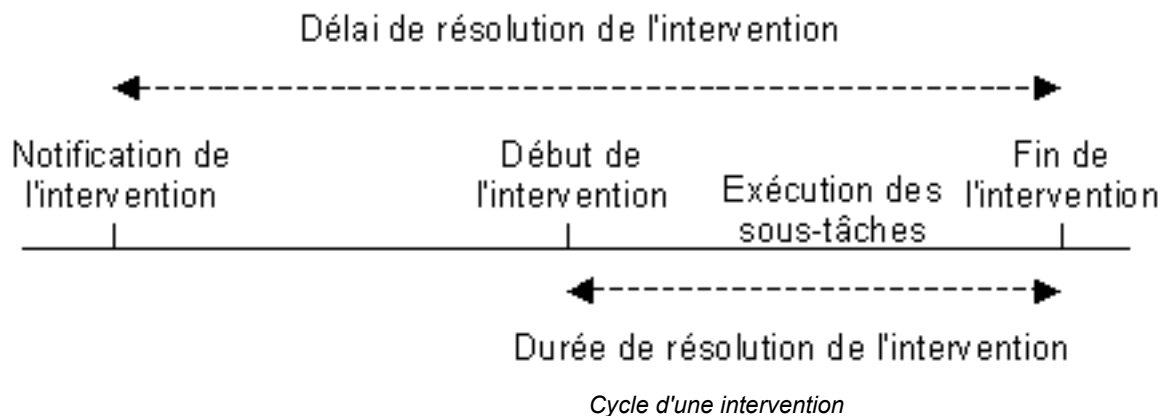 Délai de résolution de l'intervention
Notification de
l'intervention
Début de
l'intervention
Exécution des
sous-tâches
Fin de
l'intervention
Durée de résolution de l'intervention
Cycle d'une intervention